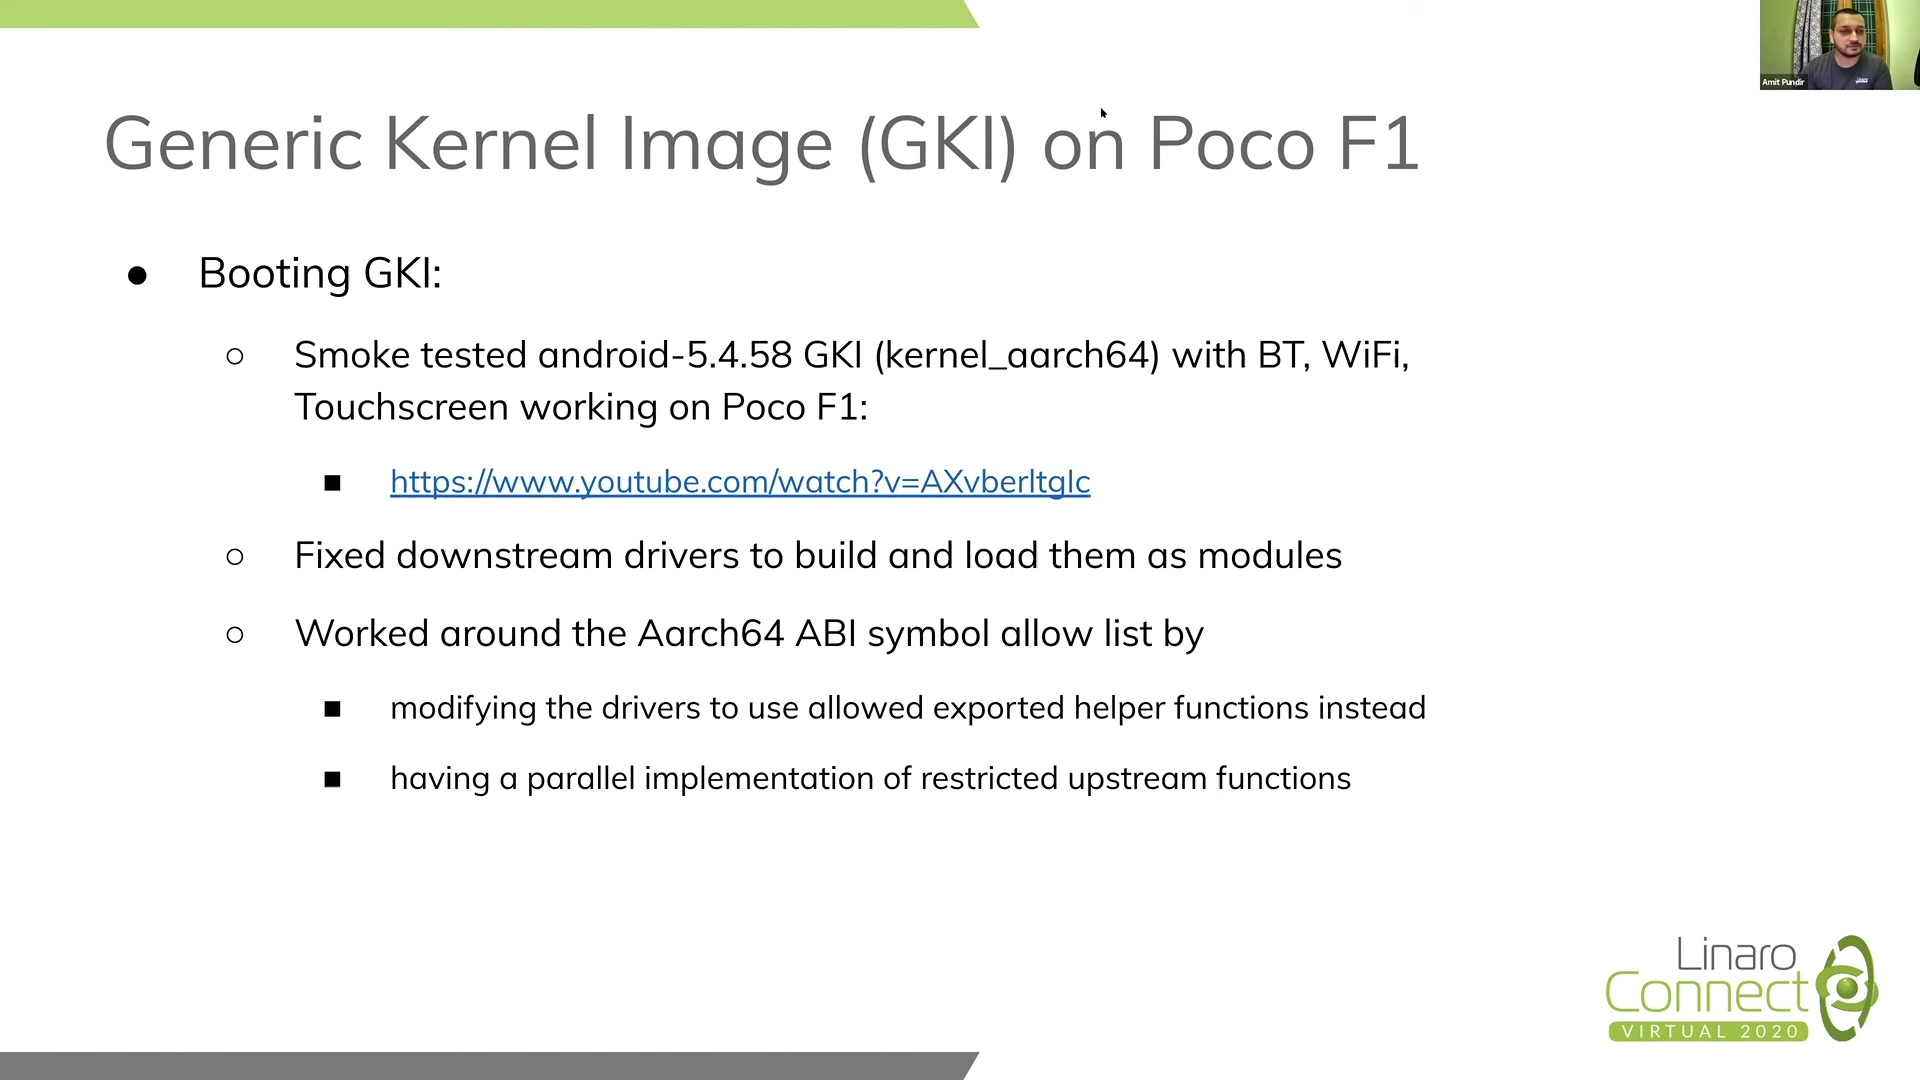 Amit Pundir
Generic Kernel Image (GKI) on Poco F1
● Booting GKI:
○ Smoke tested android-5.4.58 GKI (kernel_aarch64) with BT, WiFi,
Touchscreen working on Poco F1:
■ https://www.youtube.com/watch?v=AXvberltgIc
○ Fixed downstream drivers to build and load them as modules
○ Worked around the Aarch64 ABI symbol allow list by
■ modifying the drivers to use allowed exported helper functions instead
■ having a parallel implementation of restricted upstream functions
Linaro
Connect
VIRTUAL 2020